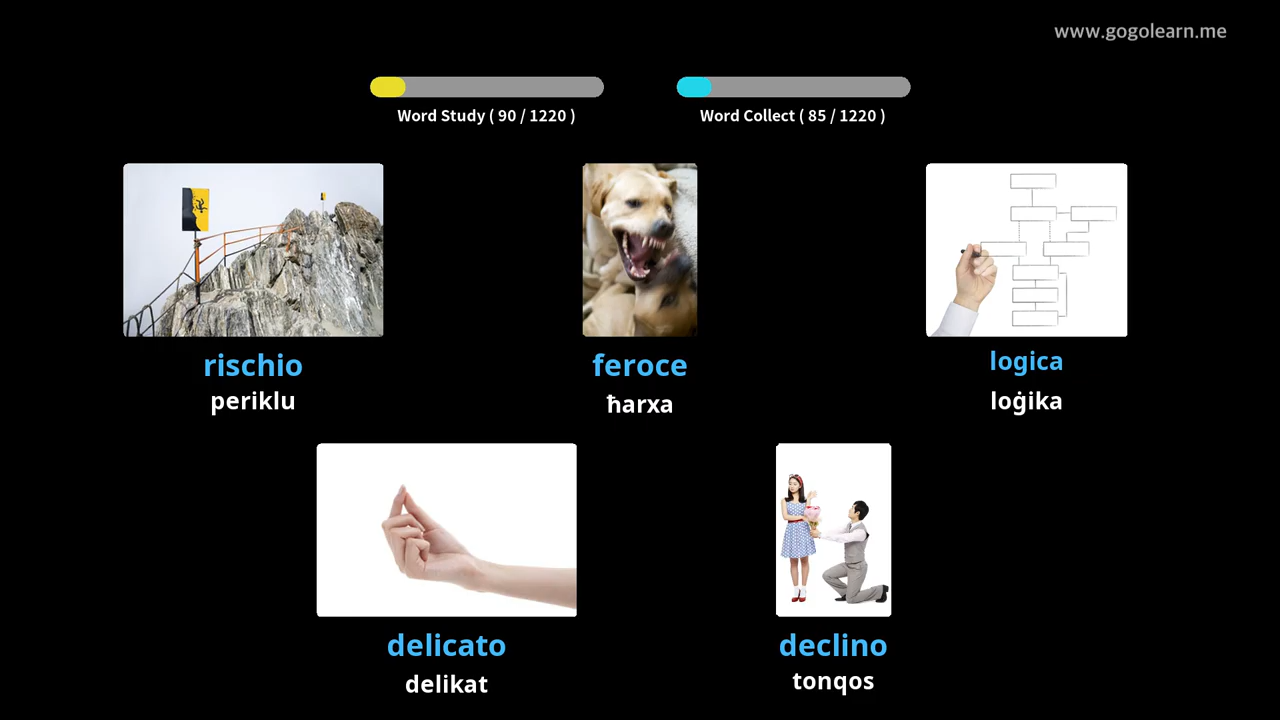 www.gogolearn.me
Word Study ( 90 / 1220 )
Word Collect ( 85 / 1220 )
rischio
periklu
feroce
ħarxa
logica
loġika
delicato
delikat
declino
tonqos